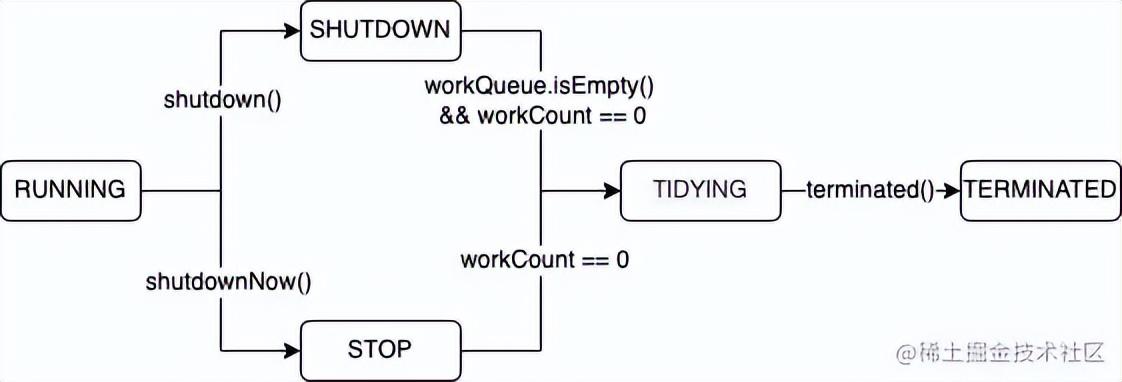 SHUTDOWN
workQueue.isEmpty()
&& workCount == 0
shutdown()
RUNNING
TIDYING
terminated()
TERMINATED
workCount == 0
shutdownNow()
STOP
@稀土掘金技术社区